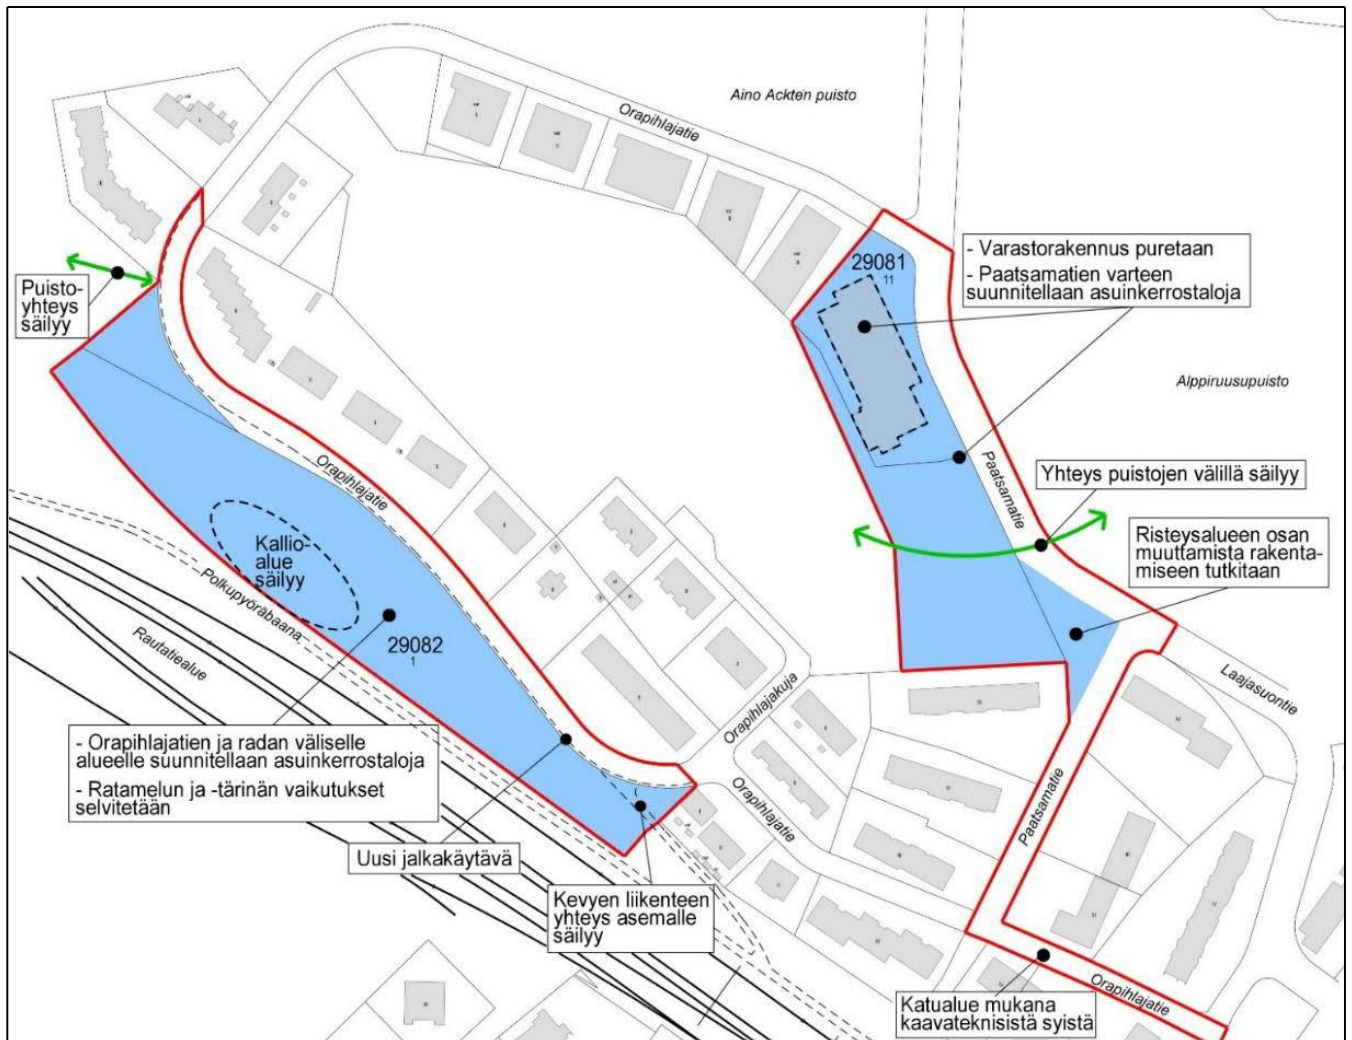 Aino Ackten puisto
Orapihlajatie
- Varastorakennus puretaan
- Paatsamatien varteen
suunnitellaan asuinkerrostaloja
29081
11
Puisto-
yhteys
säilyy
Alppiruusupuisto
Paatsamatie
Yhteys puistojen välillä säilyy
Orapihlajatie
Risteysalueen osan
muuttamista rakenta-
miseen tutkitaan
Kallio-
alue
säilyy
Polkupyöräbaana
Rautatiealue
29082
1
Laajasuontie
Orapihlajakuja
- Orapihlajatien ja radan väliselle
alueelle suunnitellaan asuinkerrostaloja
- Ratamelun ja -tärinän vaikutukset
selvitetään
Orapihlajatie
Paatsamatie
Uusi jalkakäytävä
Kevyen liikenteen
yhteys asemalle
säilyy
Orapihlajatie
Katualue mukana
kaavateknisistä syistä